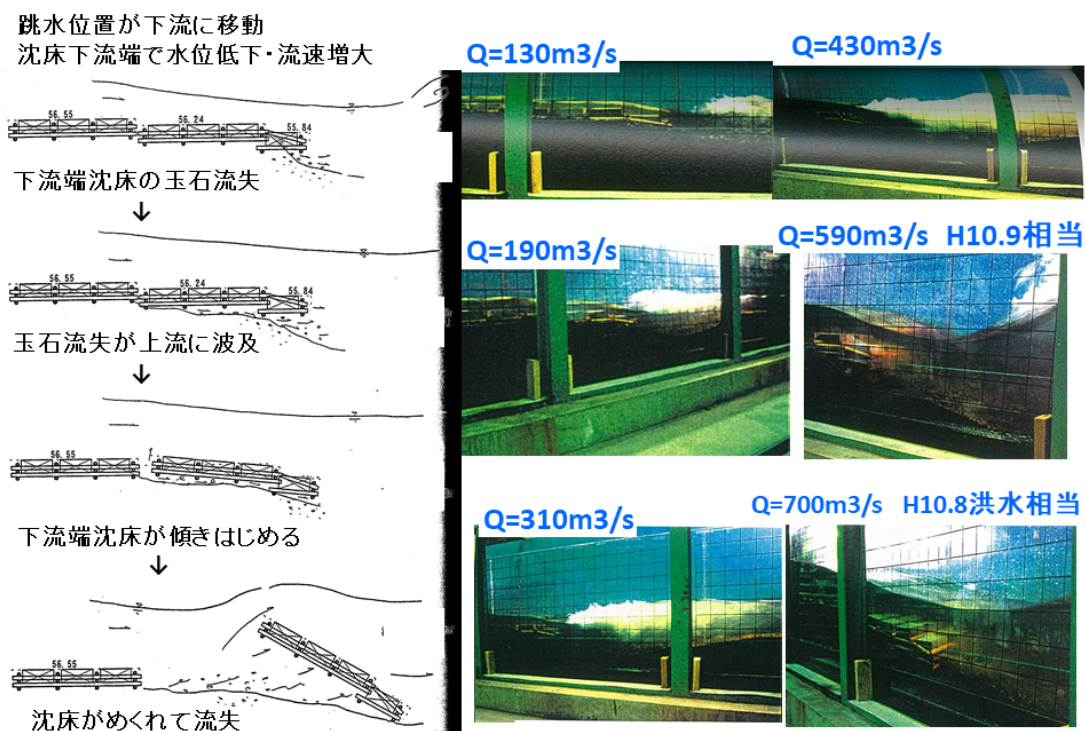 跳水位置が下流に移動
沈床下流端で水位低下・流速増大
56.55
56.24
55.84
下流端沈床の玉石流失
↓
56.55
56.24
55.84
玉石流失が上流に波及
↓
56.55
下流端沈床が傾きはじめる
↓
56.55
沈床がめくれて流失
Q=130m3/s
Q=430m3/s
Q=190m3/s
Q=590m3/s H10.9相当
Q=310m3/s
Q=700m3/s H10.8洪水相当